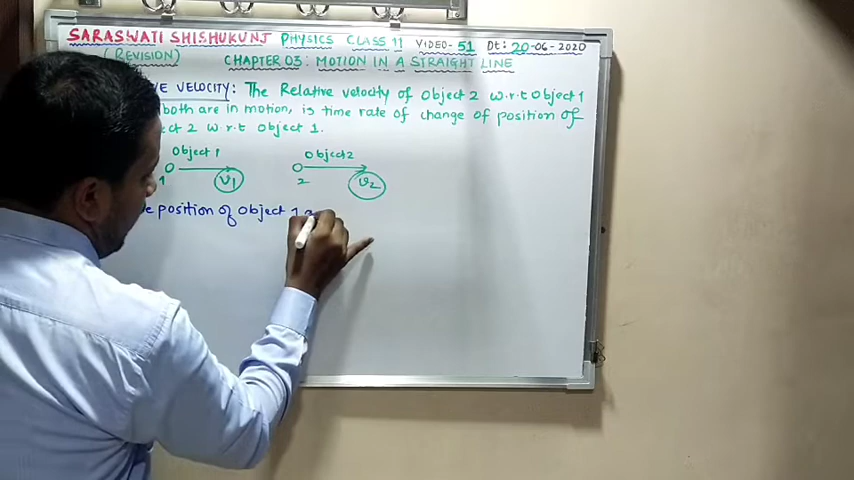 SARASWATI SHISHUKUNJ PHYSICS CLASS 11 VIDEO-51 Dt: 20-06-2020
(REVISION) CHAPTER 03: MOTION IN A STRAIGHT LINE
VELOCITY: The Relative velocity of Object 2 w.r.t Object 1
both are in motion, is time rate of change of position of
2 w.r.t object 1.
Object 1 Object2
1 v1 2 v2
position of Object 1